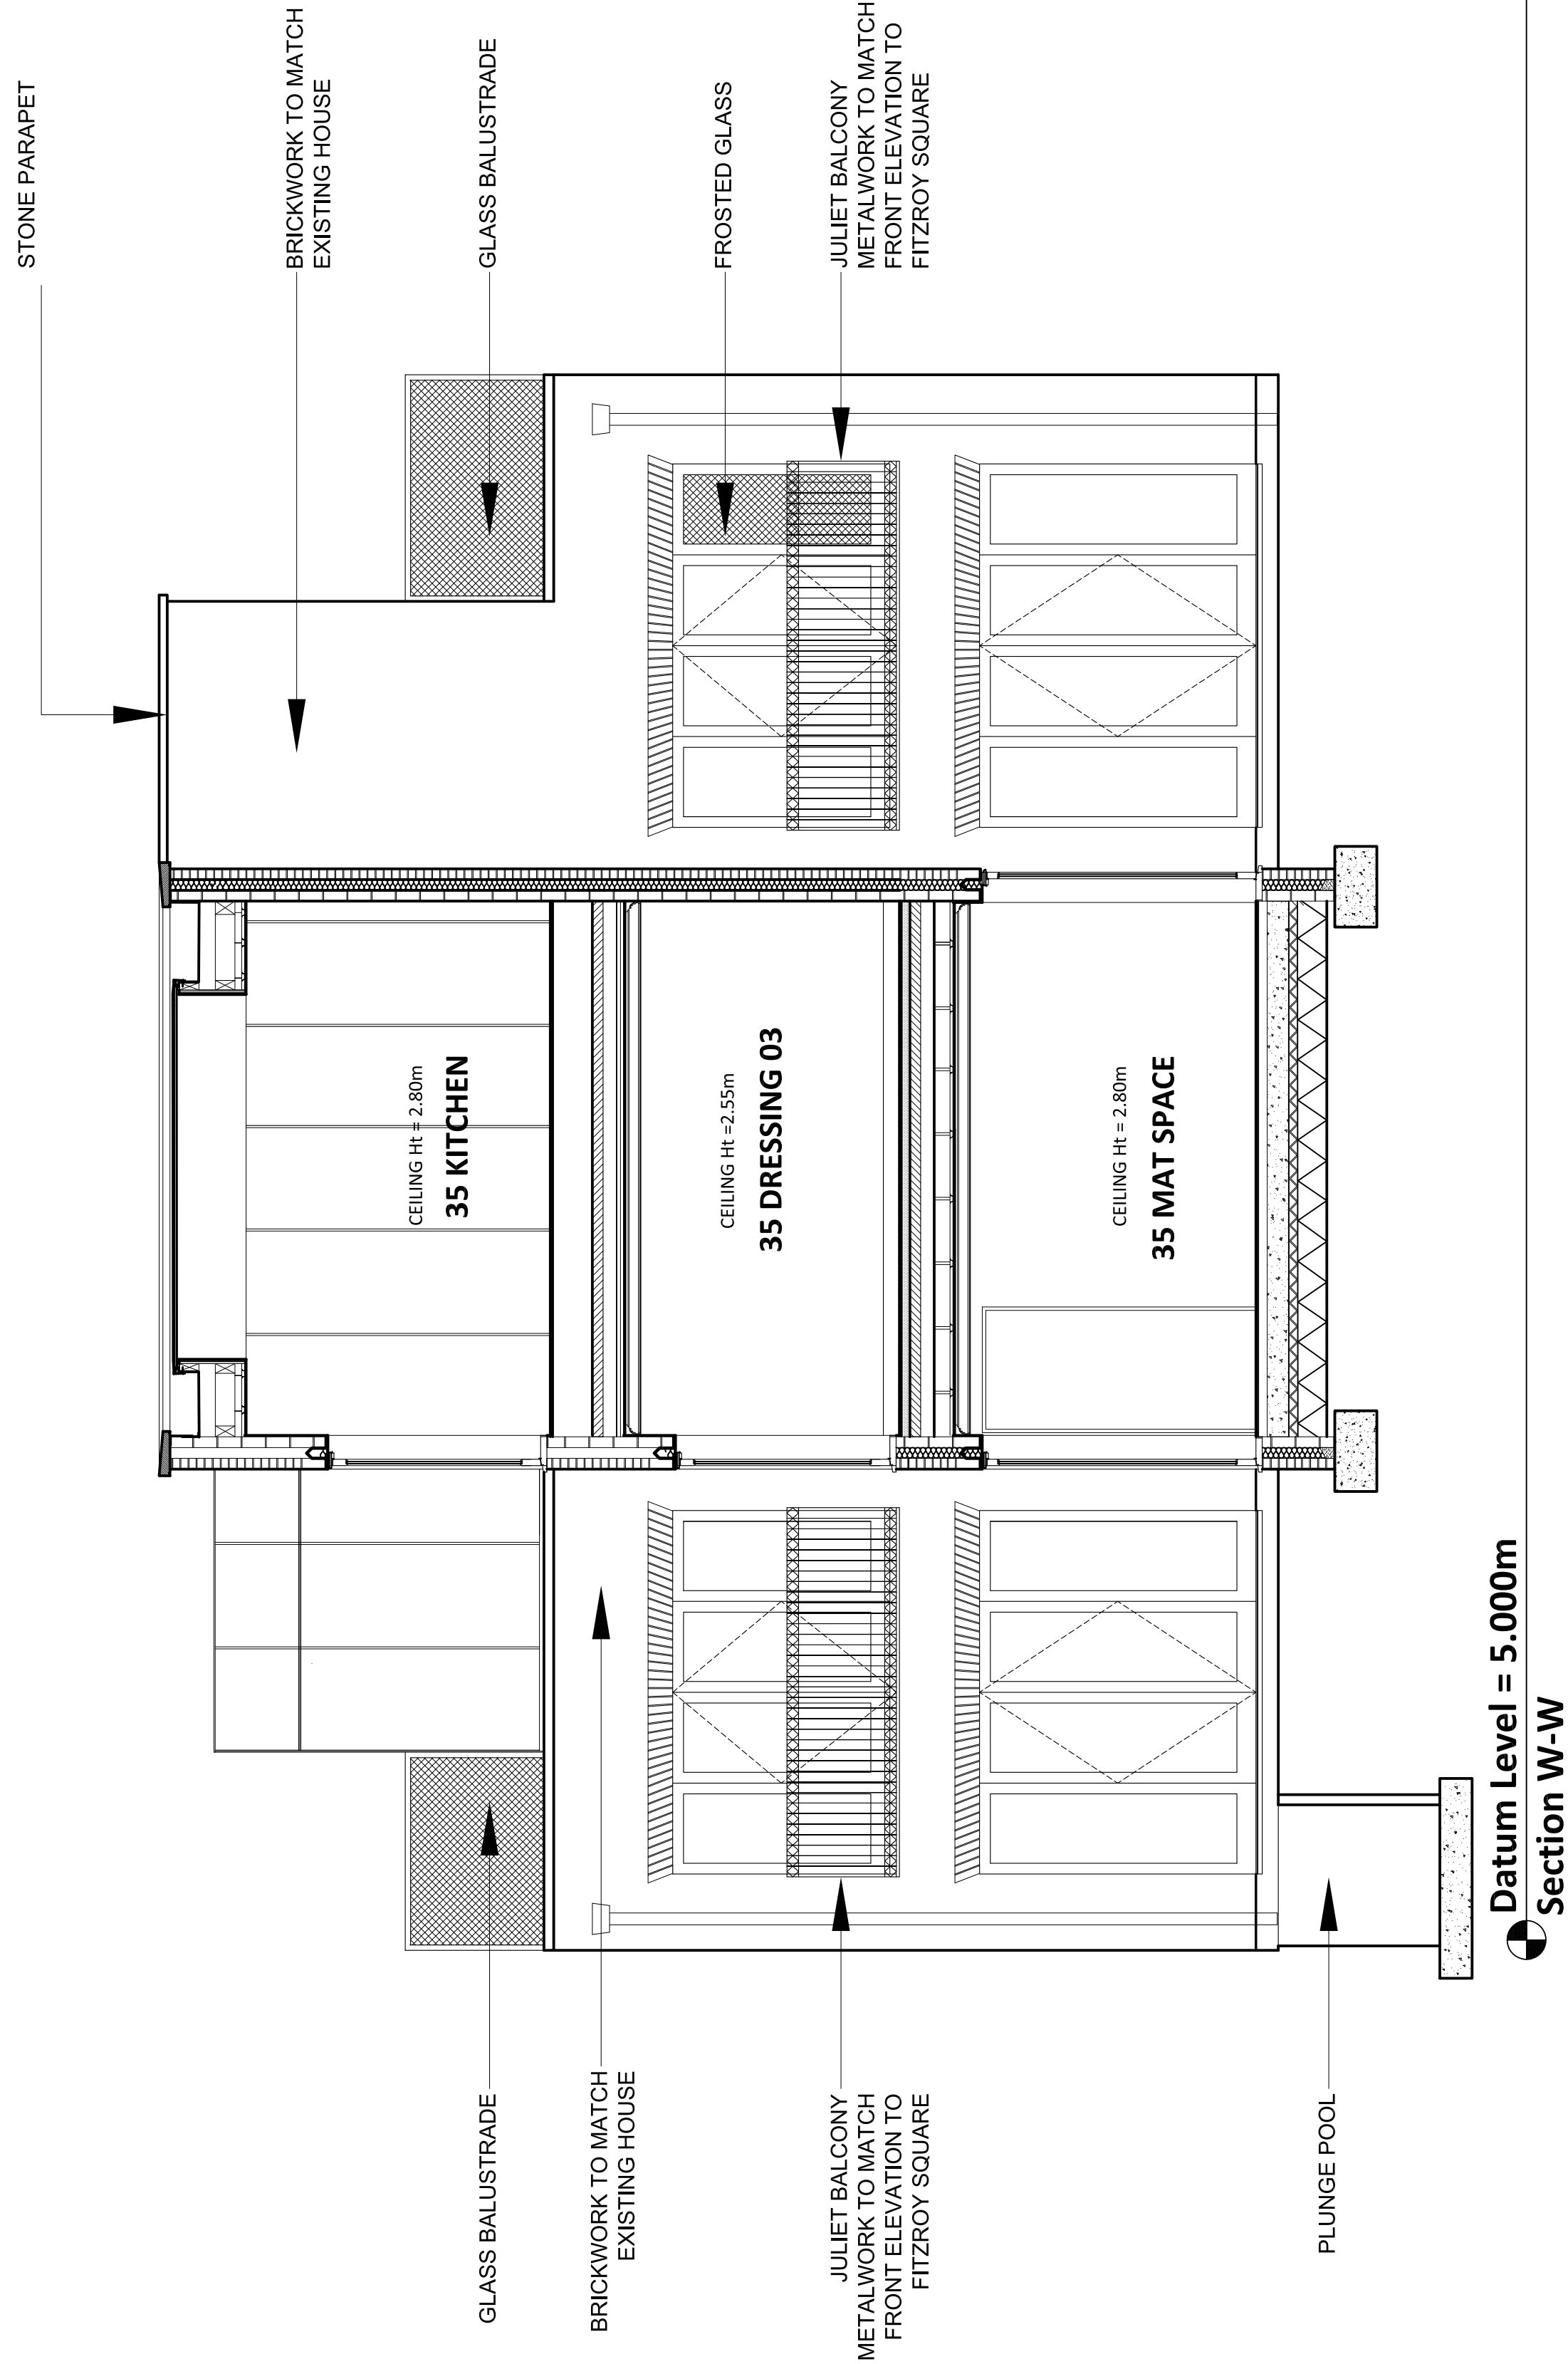 STONE PARAPET
BRICKWORK TO MATCH
EXISTING HOUSE
GLASS BALUSTRADE
FROSTED GLASS
JULIET BALCONY
METALWORK TO MATCH
FRONT ELEVATION TO
FITZROY SQUARE
CEILING Ht = 2.80m
35 KITCHEN
CEILING Ht =2.55m
35 DRESSING 03
CEILING Ht = 2.80m
35 MAT SPACE
GLASS BALUSTRADE
BRICKWORK TO MATCH
EXISTING HOUSE
JULIET BALCONY
METALWORK TO MATCH
FRONT ELEVATION TO
FITZROY SQUARE
PLUNGE POOL
Datum Level = 5.000m
Section W-W